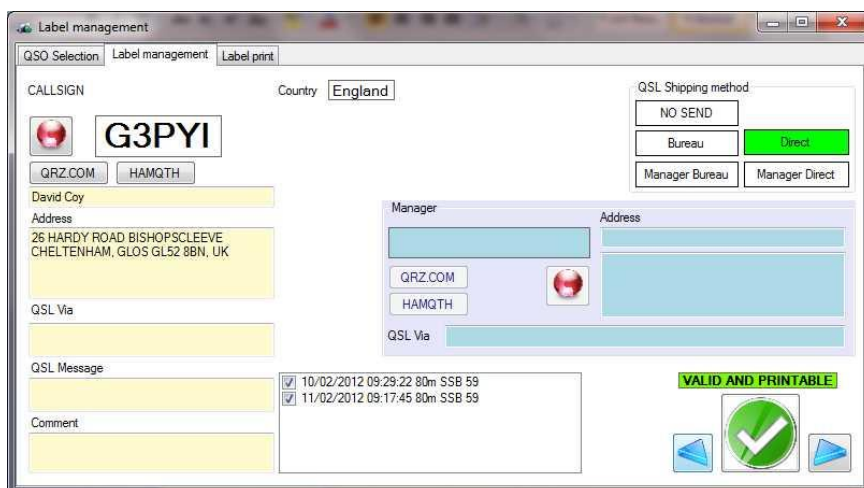 Label management
QSO Selection
Label management
Label print
CALLSIGN
Country
England
QSL Shipping method
NO SEND
Bureau
Direct
Manager Bureau
Manager Direct
G3PYI
QRZ.COM
HAMQTH
David Coy
Address
26 HARDY ROAD BISHOPSCLEEVE
CHELTENHAM, GLOS GL52 8BN, UK
QSL Via
QSL Message
Comment
Manager
Address
QRZ.COM
HAMQTH
QSL Via
10/02/2012 09:29:22 80m SSB 59
11/02/2012 09:17:45 80m SSB 59
VALID AND PRINTABLE